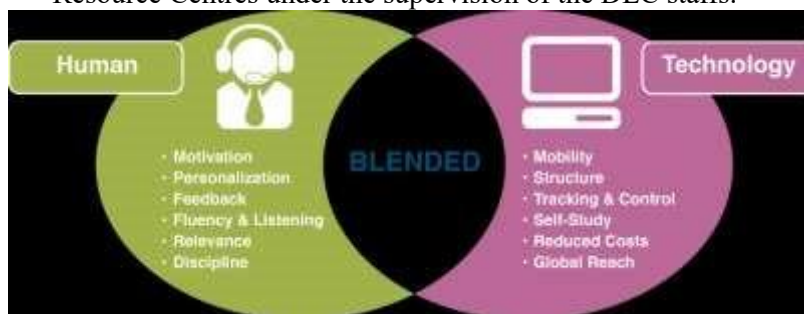 Resource Centres under the supervision of the DEC staffs.
Human
Technology
· Motivation
· Personalization
· Feedback
· Fluency & Listening
· Relevance
· Discipline
BLENDED
· Mobility
· Structure
· Tracking & Control
· Self-Study
· Reduced Costs
· Global Reach